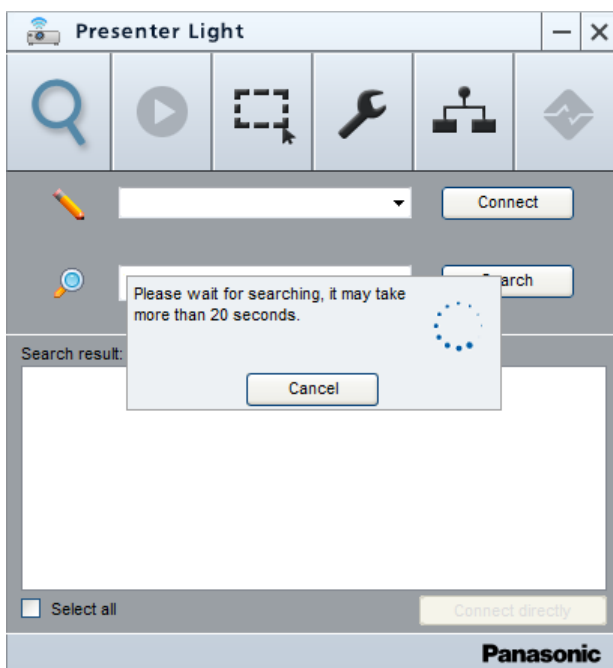 Presenter Light
Connect
Please wait for searching, it may take
more than 20 seconds.
Cancel
Search result:
Select all
Connect directly
Panasonic